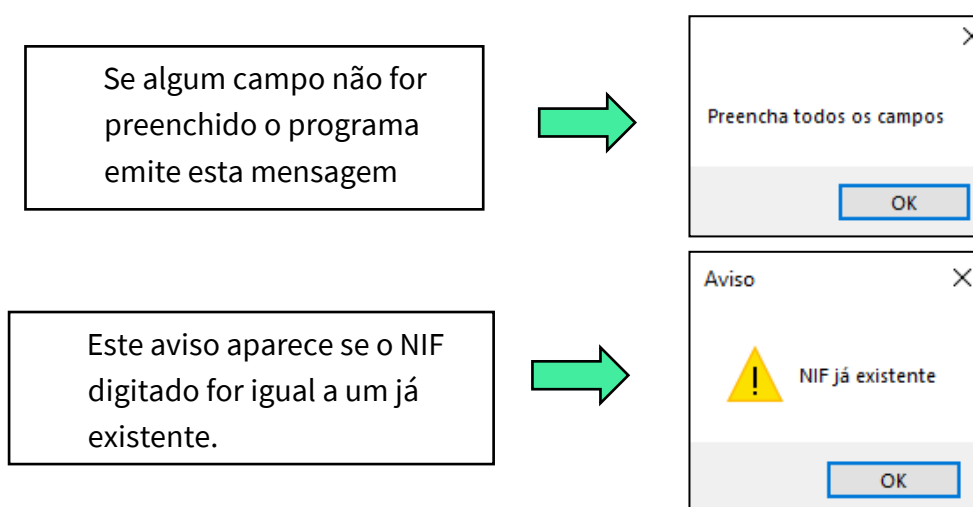 Se algum campo não for
preenchido o programa
emite esta mensagem
Preencha todos os campos
OK
Este aviso aparece se o NIF
digitado for igual a um já
existente.
Aviso
NIF já existente
OK